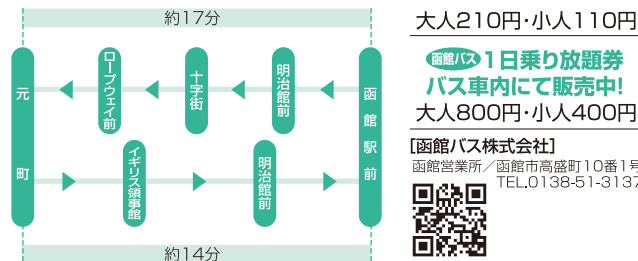 約17分
元町
ロープウェイ前
十字街
明治館前
函館駅前
イギリス領事館
明治館前
約14分
大人210円・小人110円
函館バス 1日乗り放題券
バス車内にて販売中!
大人800円・小人400円
[函館バス株式会社]
函館営業所／函館市高盛町10番1号
TEL.0138-51-3137